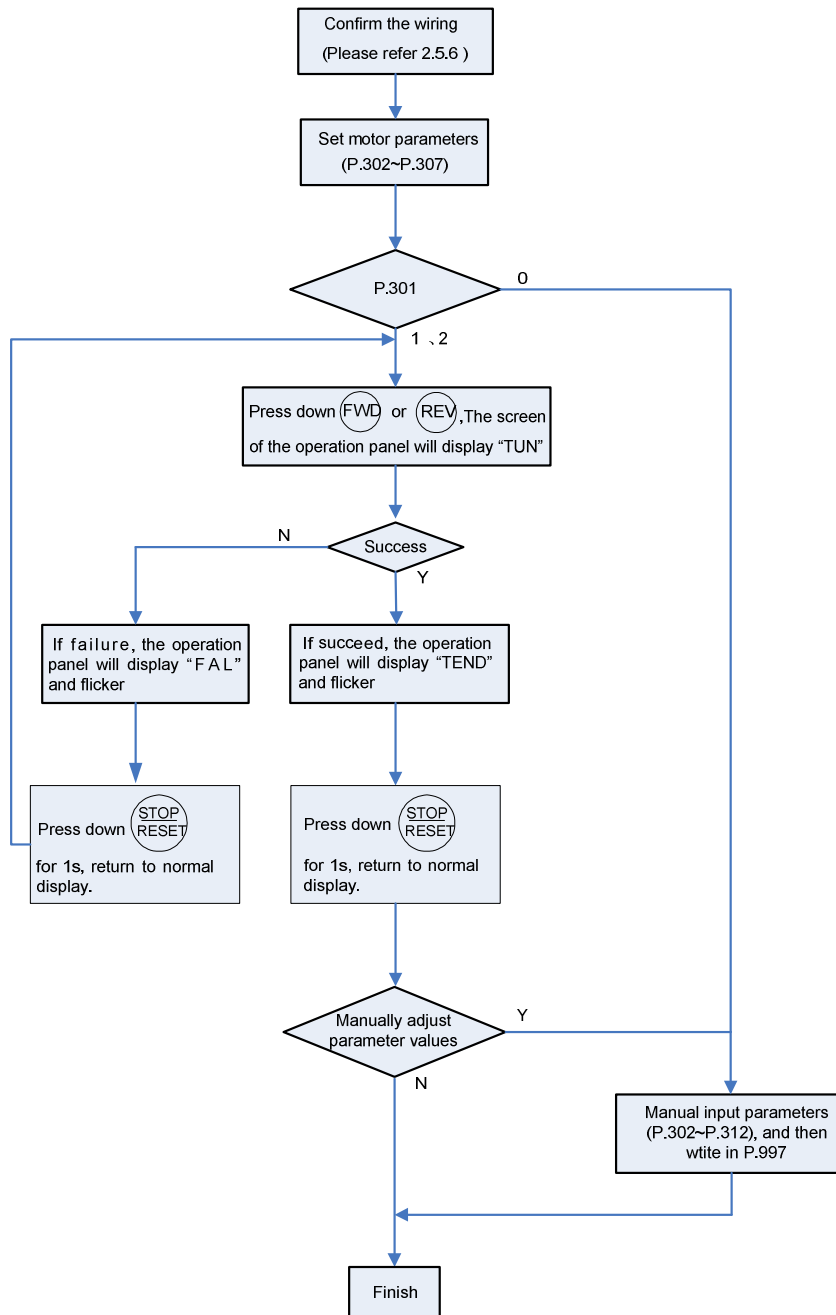 Confirm the wiring
(Please refer 2.5.6 )
Set motor parameters
(P.302~P.307)
P.301
0
1 、2
Press down FWD or REV ,The screen
of the operation panel will display “TUN”
Success
N
Y
If failure, the operation
panel will display “F A L”
and flicker
If succeed, the operation
panel will display “TEND”
and flicker
Press down STOP
RESET
for 1s, return to normal
display.
Press down STOP
RESET
for 1s, return to normal
display.
Manually adjust
parameter values
Y
N
Manual input parameters
(P.302~P.312), and then
wtite in P.997
Finish